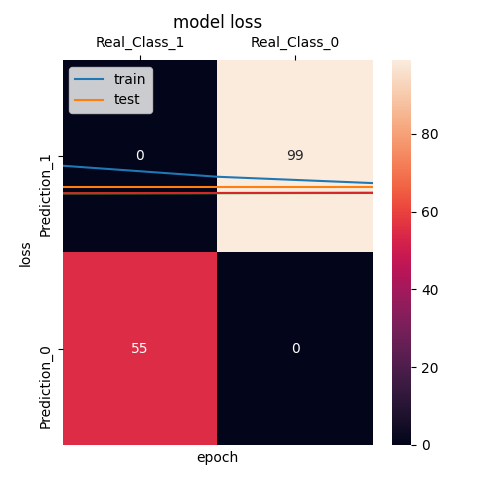 model loss
Real_Class_1 Real_Class_0
train
test
Prediction_1
0 99
loss
Prediction_0
55 0
epoch
80
60
40
20
0